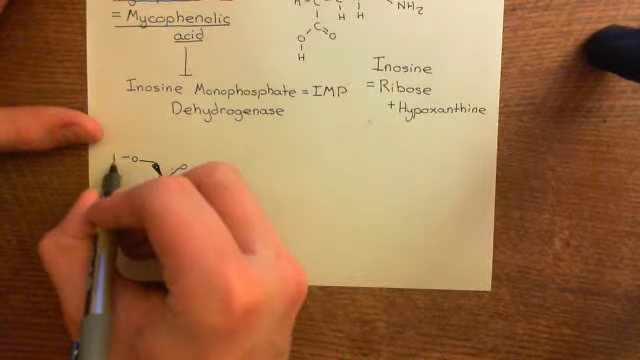 = Mycophenolic
acid
H
H
H
NH2
C
O
O
H
Inosine Monophosphate = IMP
Dehydrogenase
Inosine
= Ribose
+ Hypoxanthine
-O
O